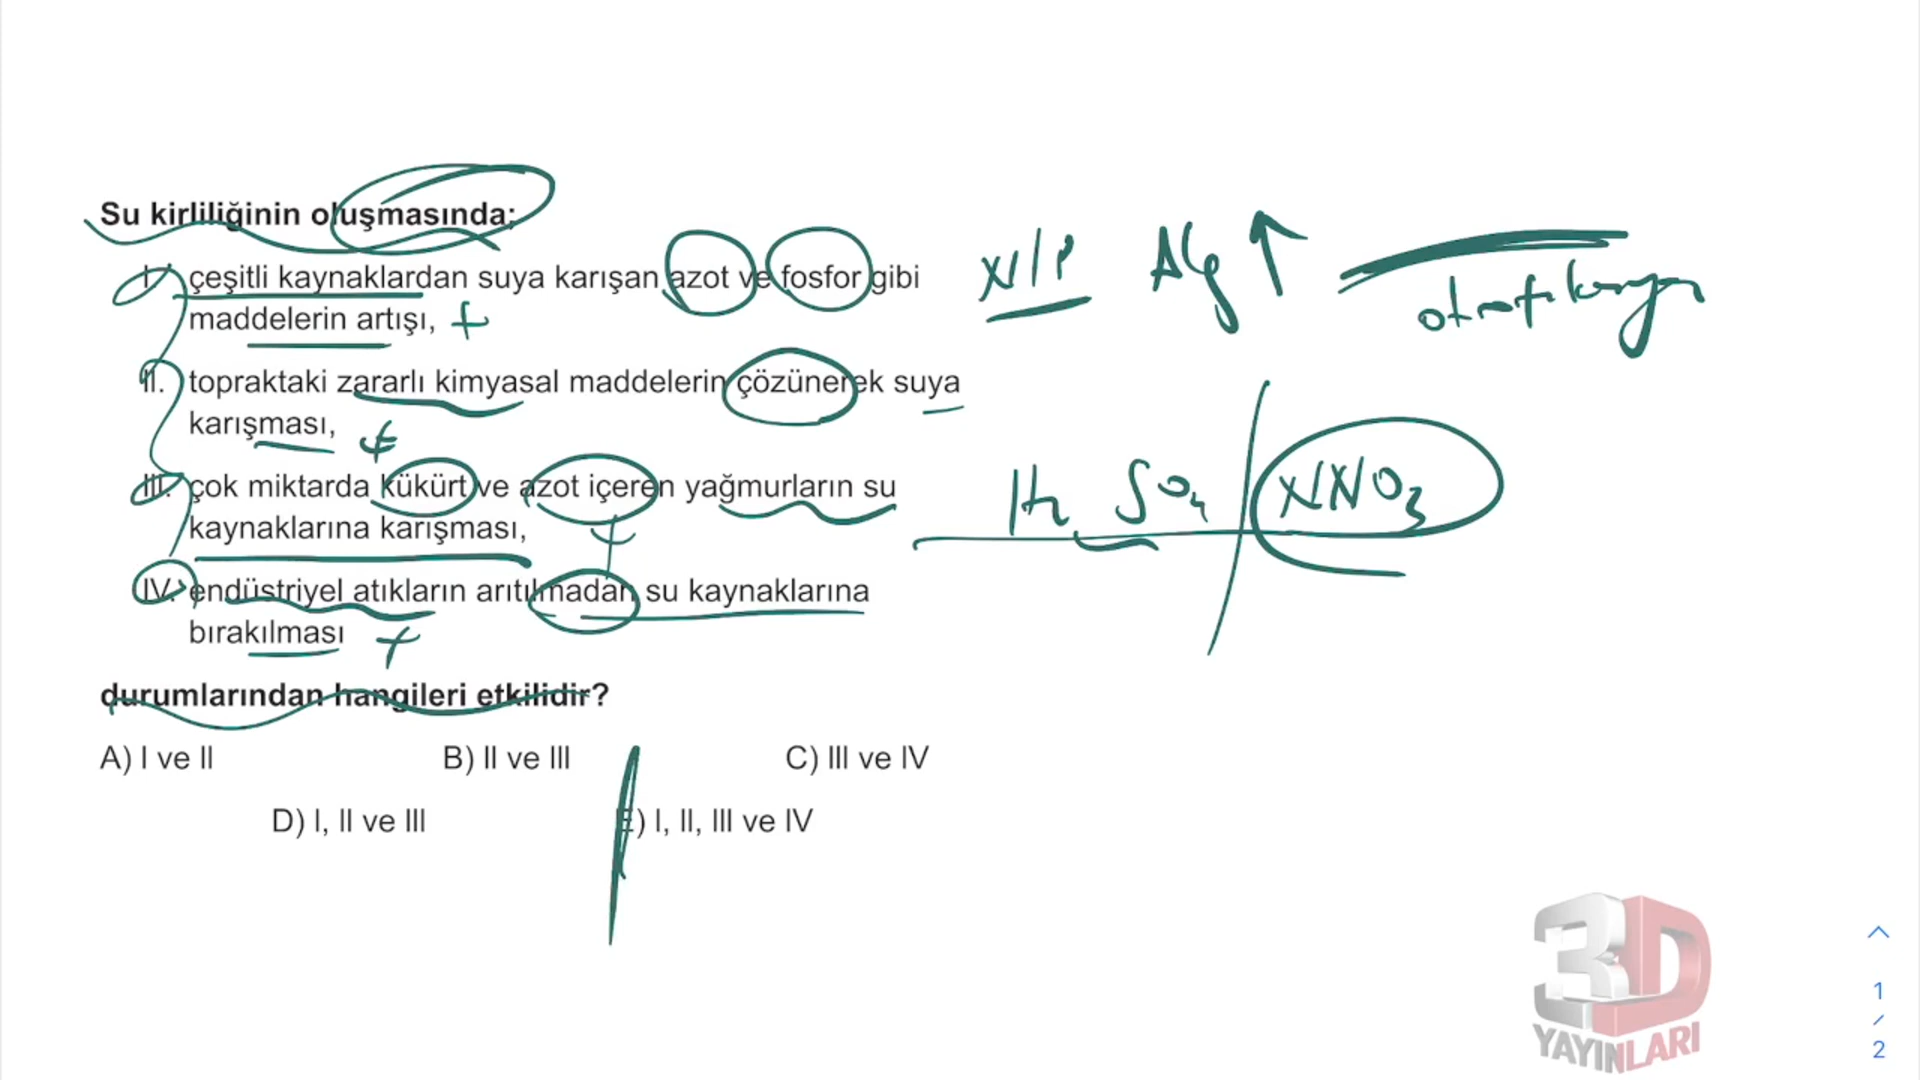 Su kirliliğinin oluşmasında;
I. çeşitli kaynaklardan suya karışan azot ve fosfor gibi
maddelerin artışı, +
N/P Alg ↑
II. topraktaki zararlı kimyasal maddelerin çözünerek suya
karışması, +
III. çok miktarda kükürt ve azot içeren yağmurların su
kaynaklarına karışması, +
H₂ SO₄
IV. endüstriyel atıkların arıtılmadan su kaynaklarına
bırakılması +
durumlarından hangileri etkilidir?
A) I ve II B) II ve III C) III ve IV
D) I, II ve III E) I, II, III ve IV
3D
YAYINLARI
1
/
2